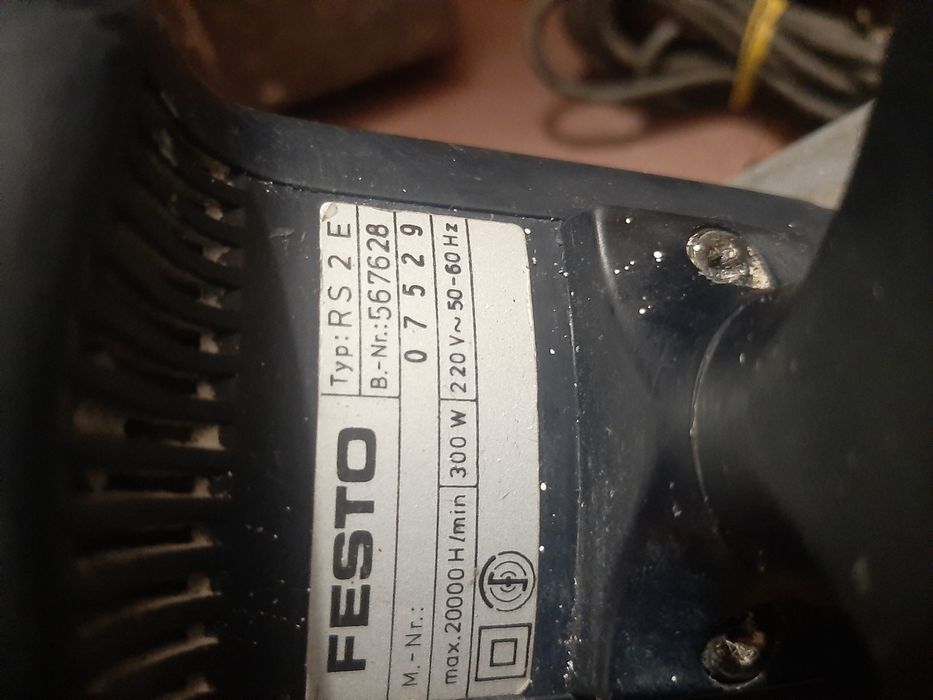 FESTO
Typ: RS 2 E
B.-Nr.: 567628
M.-Nr.: 0 7 5 2 9
max. 20000 H/min 300 W 220 V~ 50-60 Hz